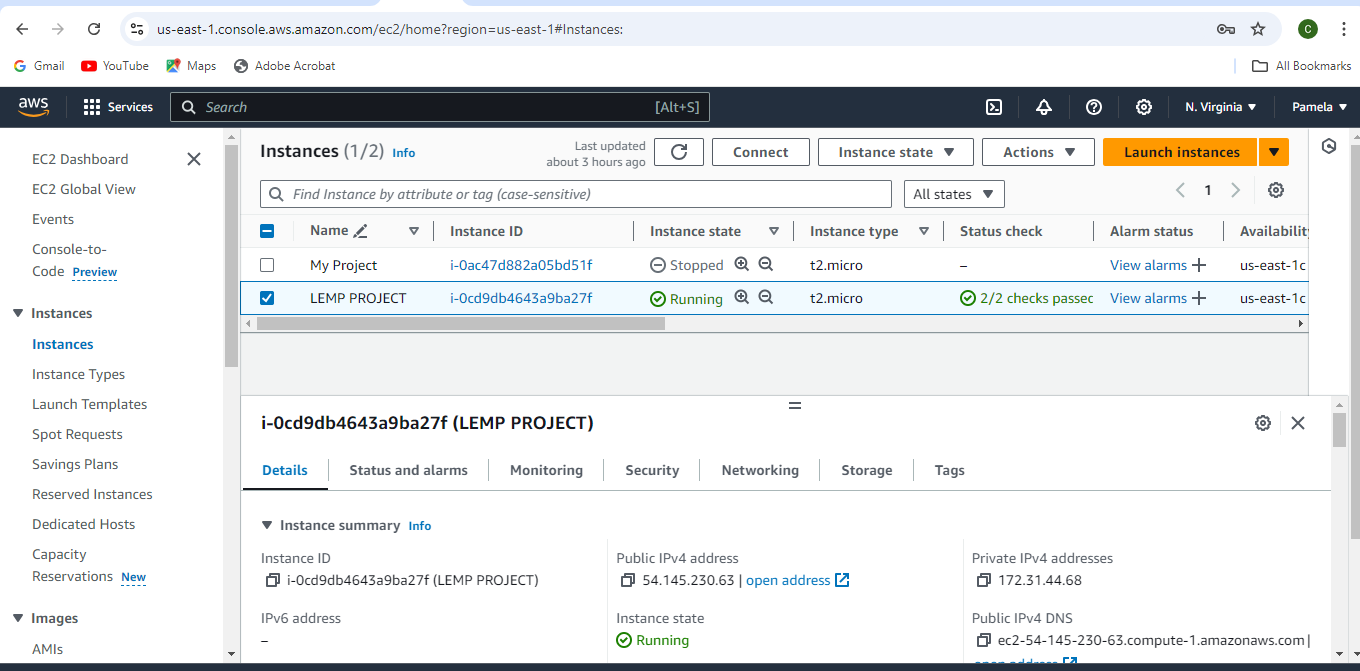 us-east-1.console.aws.amazon.com/ec2/home?region=us-east-1#Instances:
C
Gmail YouTube Maps Adobe Acrobat All Bookmarks
aws Services Search [Alt+S] N. Virginia Pamela
EC2 Dashboard
EC2 Global View
Events
Console-to-
Code Preview
Instances
Instances
Instance Types
Launch Templates
Spot Requests
Savings Plans
Reserved Instances
Dedicated Hosts
Capacity
Reservations New
Images
AMIs
Instances (1/2) Info
Last updated
about 3 hours ago
Connect Instance state Actions Launch instances
Find Instance by attribute or tag (case-sensitive) All states 1
Name Instance ID Instance state Instance type Status check Alarm status Availability
My Project i-0ac47d882a05bd51f Stopped t2.micro – View alarms + us-east-1c
LEMP PROJECT i-0cd9db4643a9ba27f Running t2.micro 2/2 checks passed View alarms + us-east-1c
i-0cd9db4643a9ba27f (LEMP PROJECT)
Details Status and alarms Monitoring Security Networking Storage Tags
Instance summary Info
Instance ID
i-0cd9db4643a9ba27f (LEMP PROJECT)
Public IPv4 address
54.145.230.63 | open address
Private IPv4 addresses
172.31.44.68
IPv6 address
–
Instance state
Running
Public IPv4 DNS
ec2-54-145-230-63.compute-1.amazonaws.com |
open address